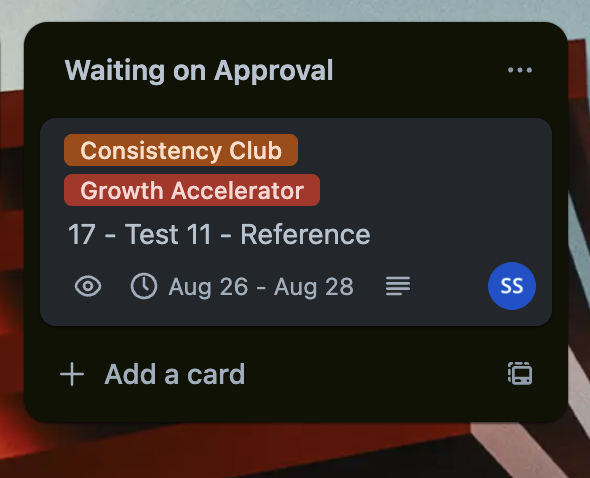 Waiting on Approval
Consistency Club
Growth Accelerator
17 - Test 11 - Reference
Aug 26 - Aug 28
SS
Add a card